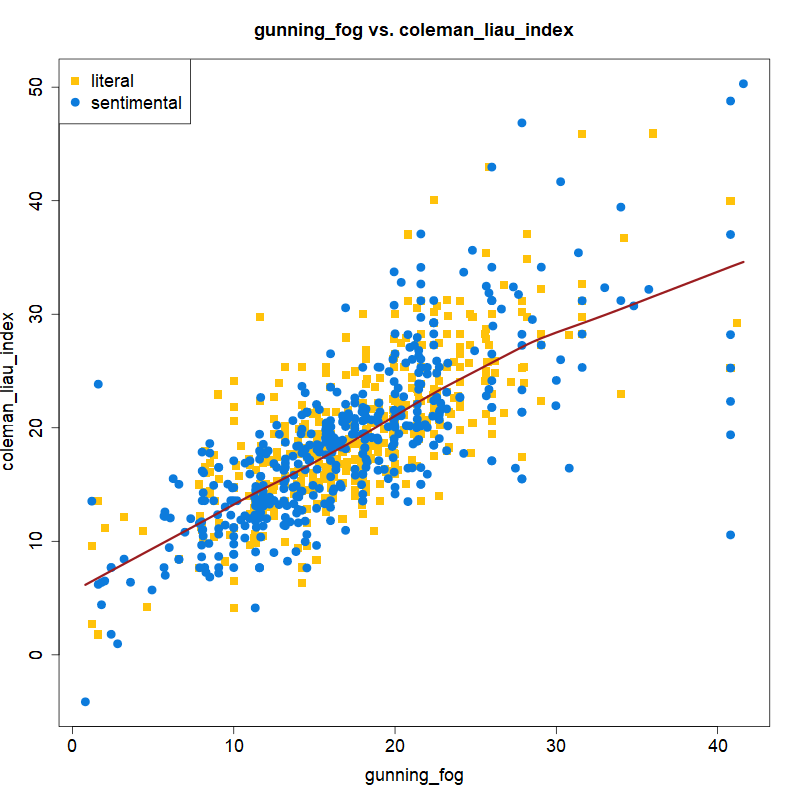 gunning_fog vs. coleman_liau_index
literal
sentimental
50
40
30
20
10
0
coleman_liau_index
0 10 20 30 40
gunning_fog